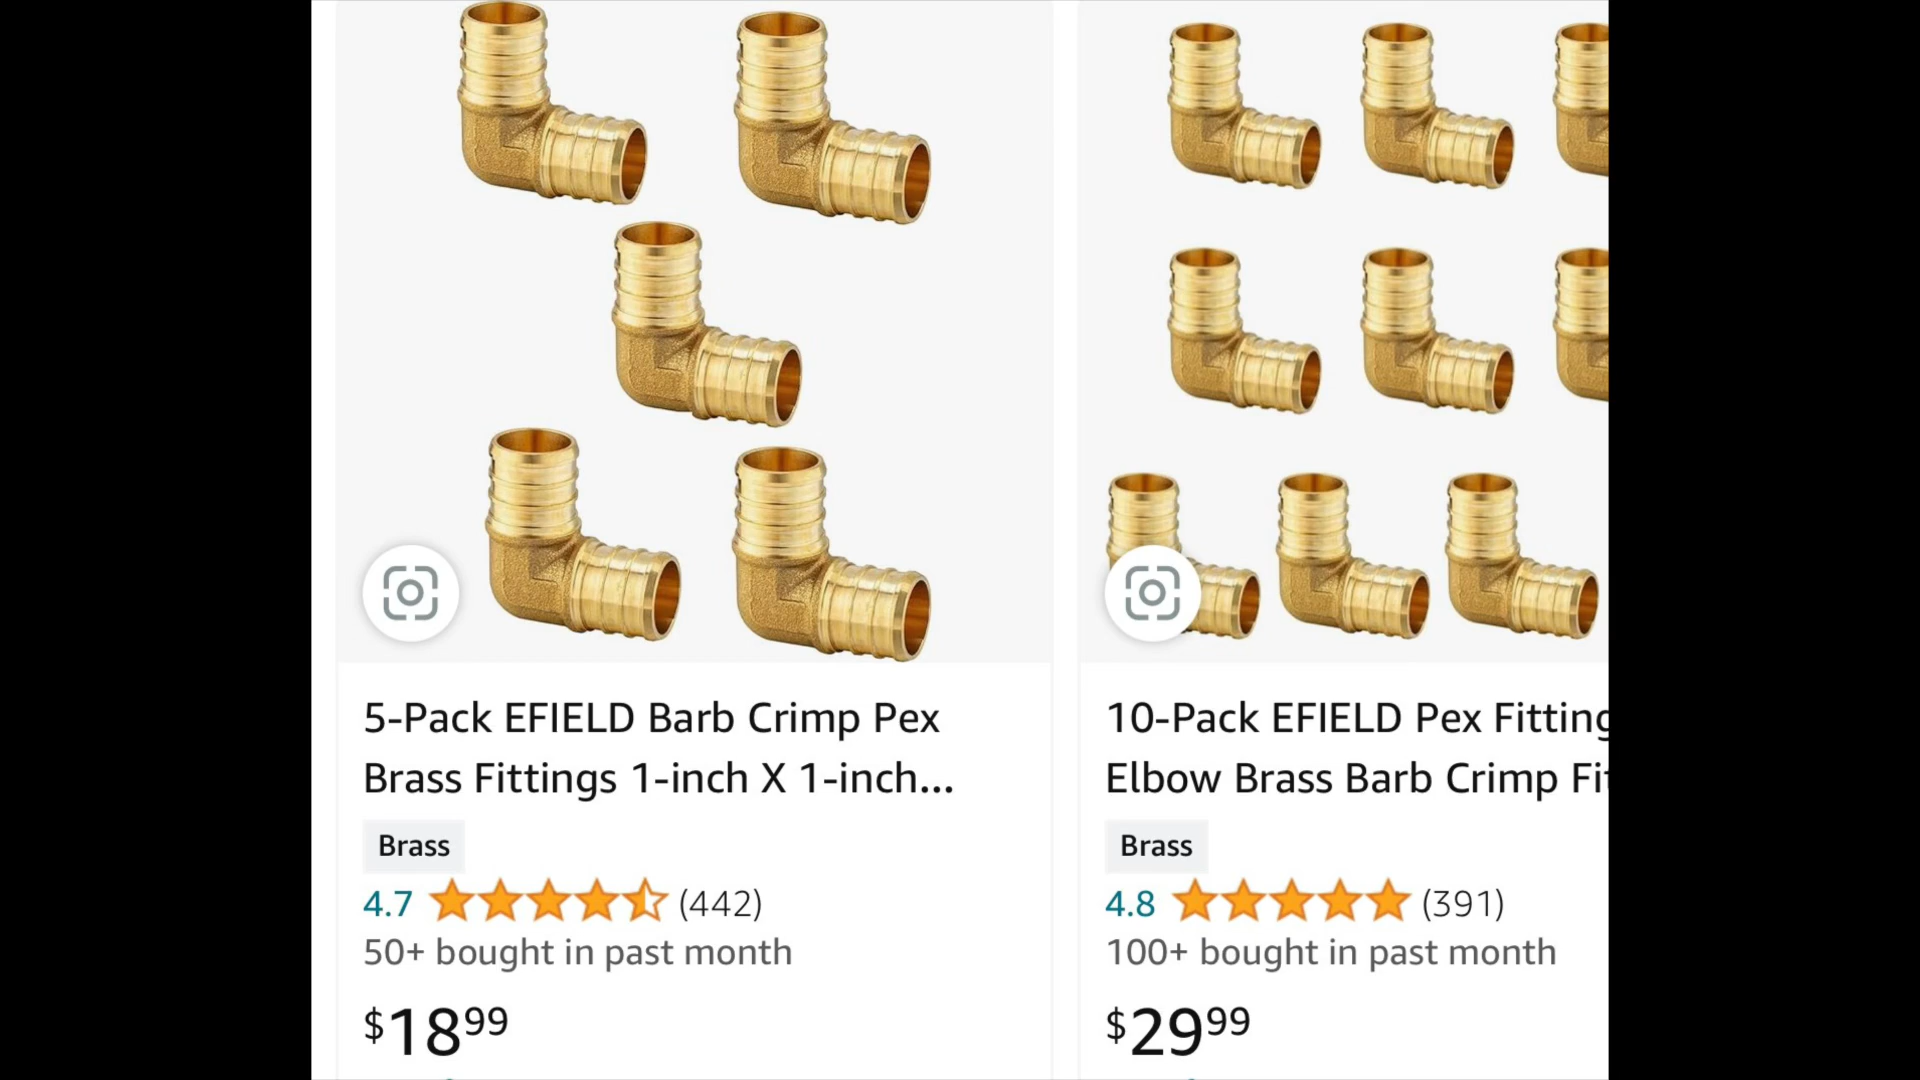 5-Pack EFIELD Barb Crimp Pex
Brass Fittings 1-inch X 1-inch...
Brass
4.7 (442)
50+ bought in past month
$18.99
10-Pack EFIELD Pex Fitting
Elbow Brass Barb Crimp
Brass
4.8 (391)
100+ bought in past month
$29.99